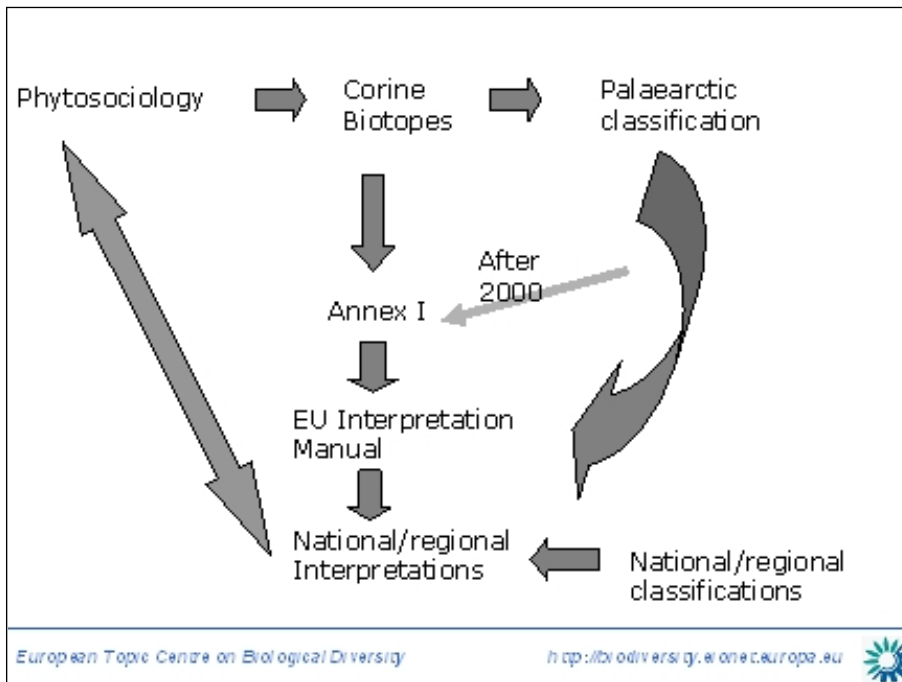 Phytosociology
Corine
Biotopes
Palaearctic
classification
After
2000
Annex I
EU Interpretation
Manual
National/regional
Interpretations
National/regional
classifications
European Topic Centre on Biological Diversity
http://biodiversity.eionet.europa.eu